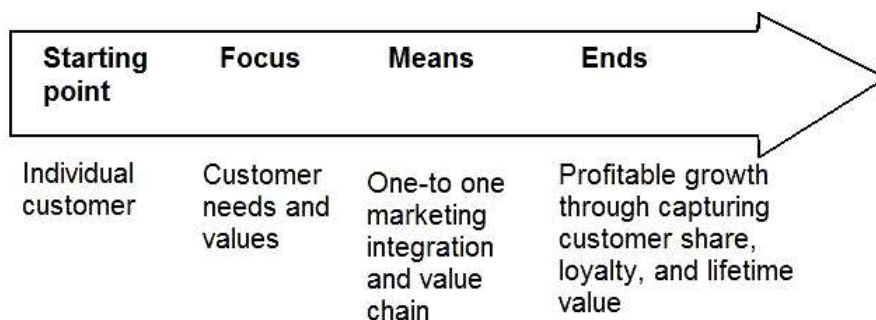 Starting point
Focus
Means
Ends
Individual
customer
Customer
needs and
values
One-to one
marketing
integration
and value
chain
Profitable growth
through capturing
customer share,
loyalty, and lifetime
value